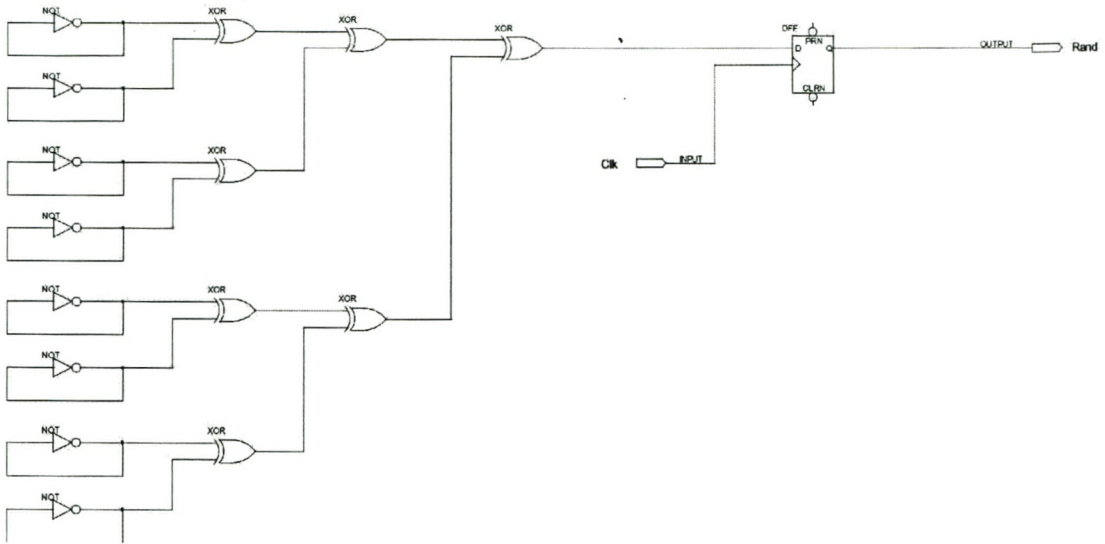 NOT
XOR
XOR
XOR
DFF
PRN
D
Q
OUTPUT
Rand
CLRN
NOT
NOT
XOR
Clk
INPUT
NOT
NOT
XOR
XOR
NOT
NOT
XOR
NOT